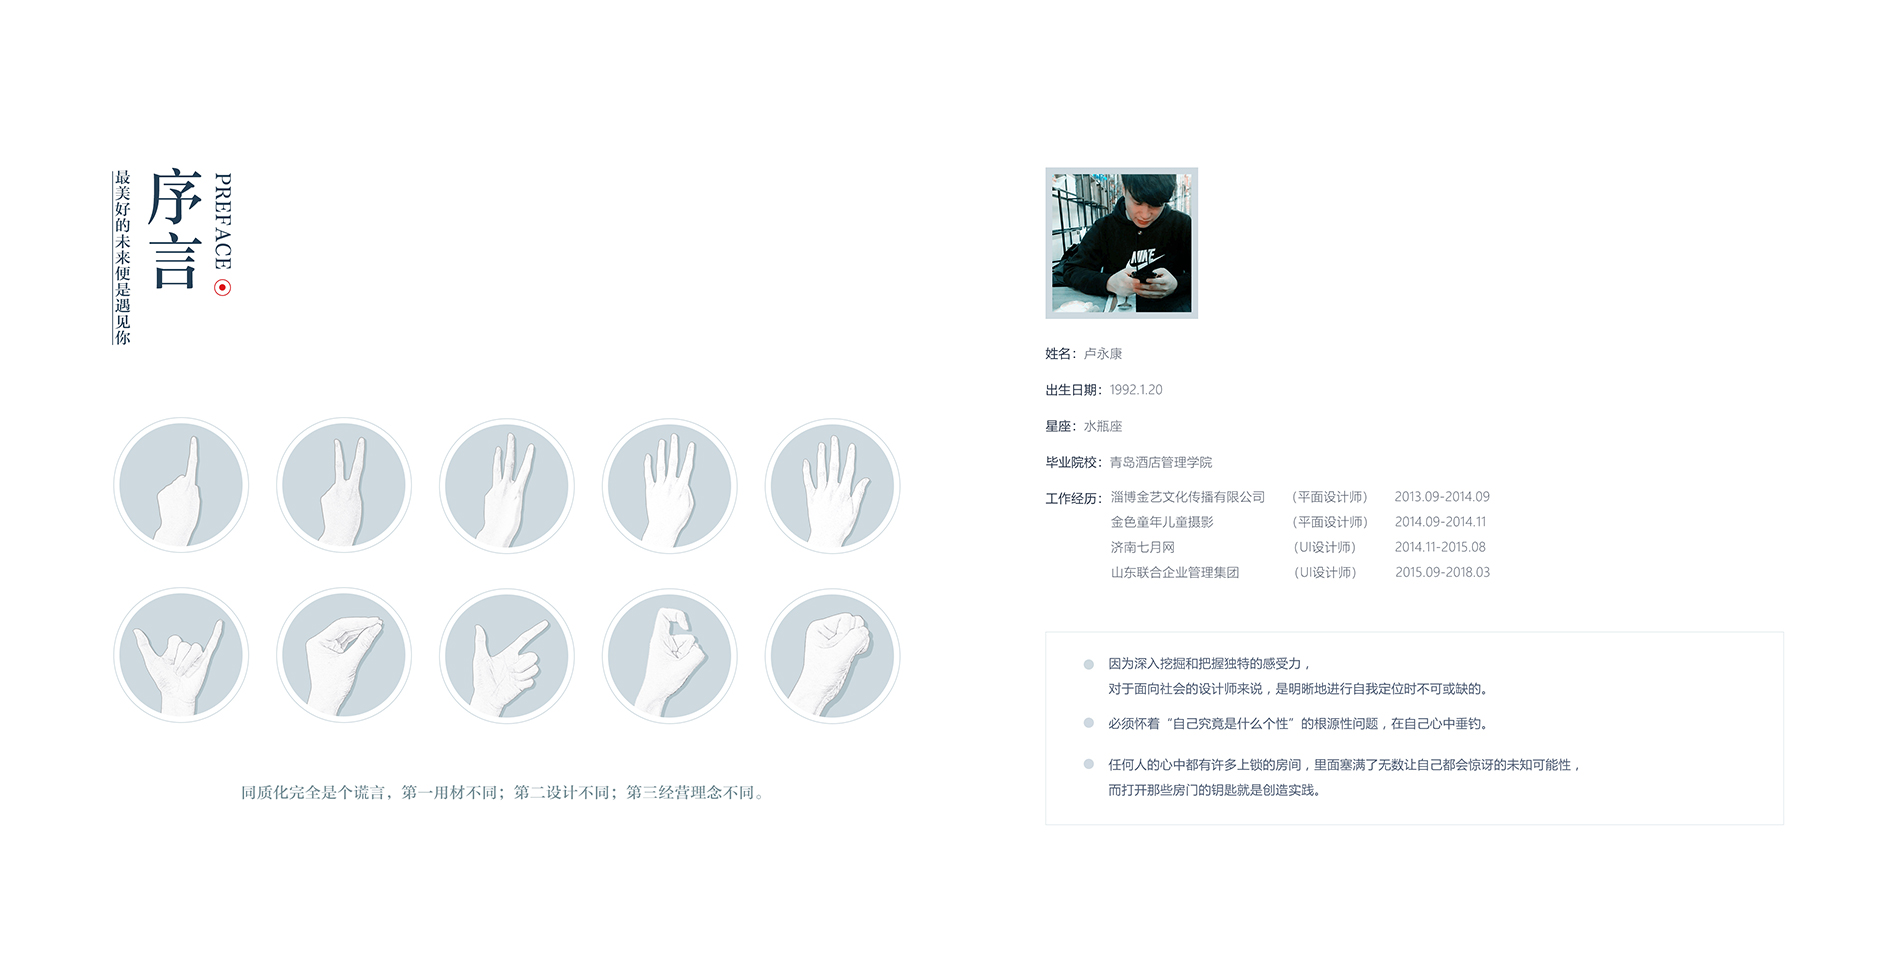 PREFACE
序言
最美好的未来便是遇见你
同质化完全是个谎言，第一用材不同；第二设计不同；第三经营理念不同。
姓名：卢永康
出生日期：1992.1.20
星座：水瓶座
毕业院校：青岛酒店管理学院
工作经历：淄博金艺文化传播有限公司 （平面设计师） 2013.09-2014.09
金色童年儿童摄影 （平面设计师） 2014.09-2014.11
济南七月网 （UI设计师） 2014.11-2015.08
山东联合企业管理集团 （UI设计师） 2015.09-2018.03
因为深入挖掘和把握独特的感受力，
对于面向社会的设计师来说，是明晰地进行自我定位时不可或缺的。
必须怀着“自己究竟是什么个性”的根源性问题，在自己心中垂钓。
任何人的心中都有许多上锁的房间，里面塞满了无数让自己都会惊讶的未知可能性，
而打开那些房门的钥匙就是创造实践。